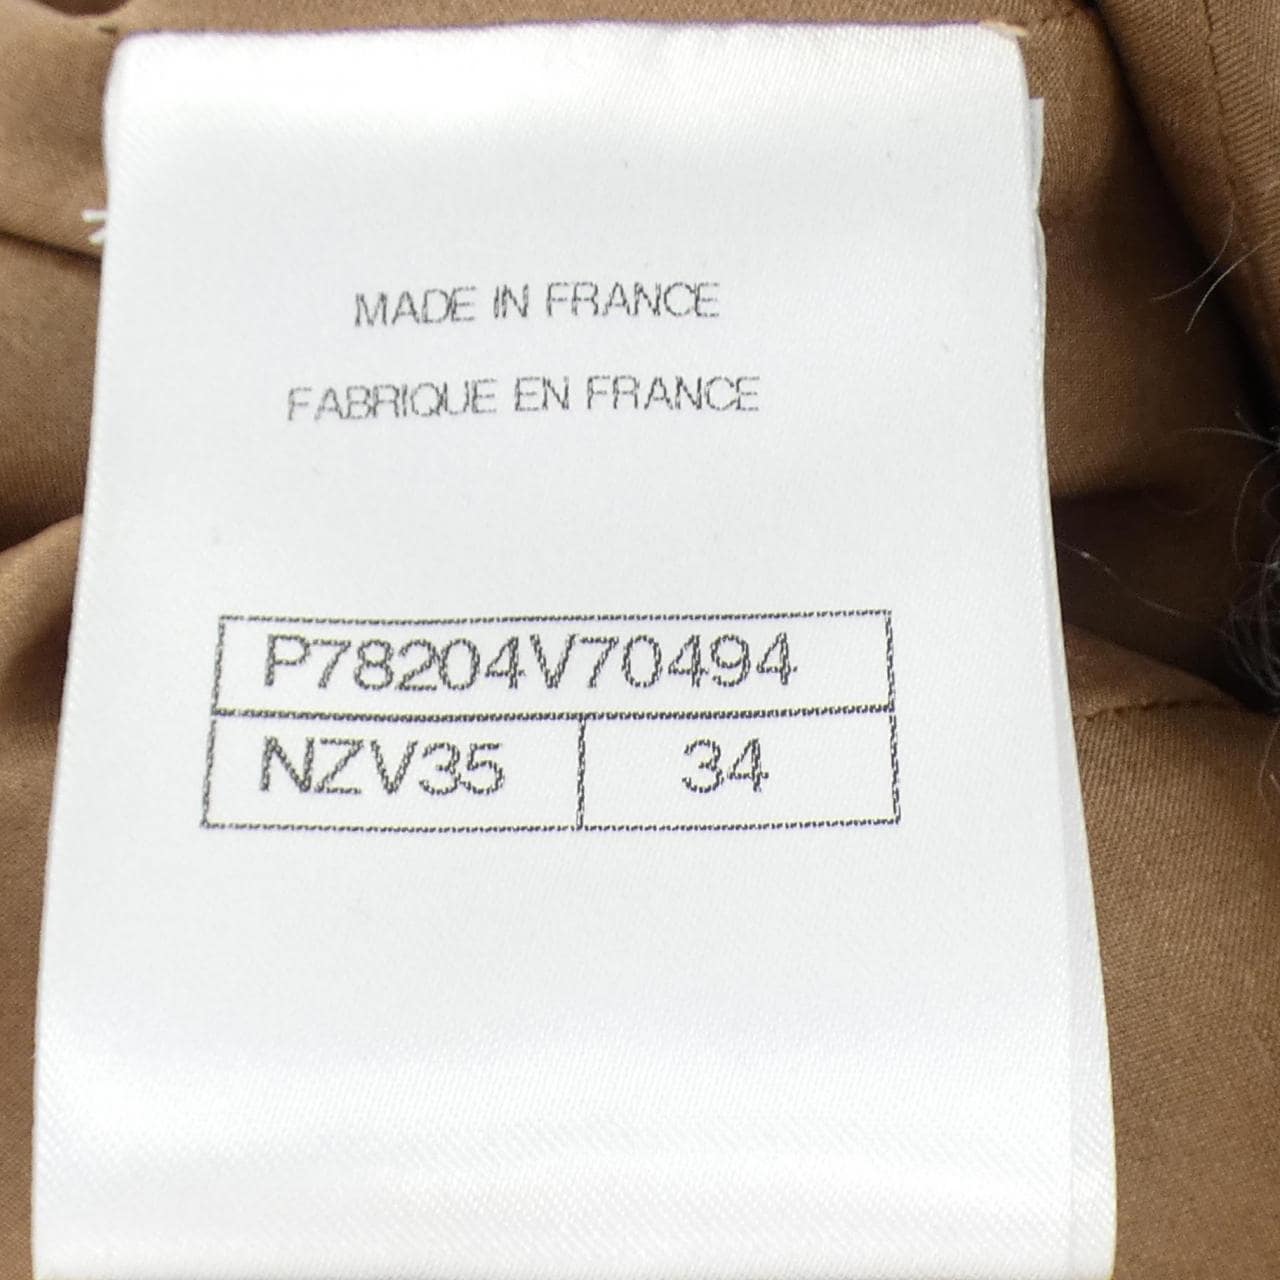 MADE IN FRANCE
FABRIQUE EN FRANCE
P78204V70494
NZV35 34